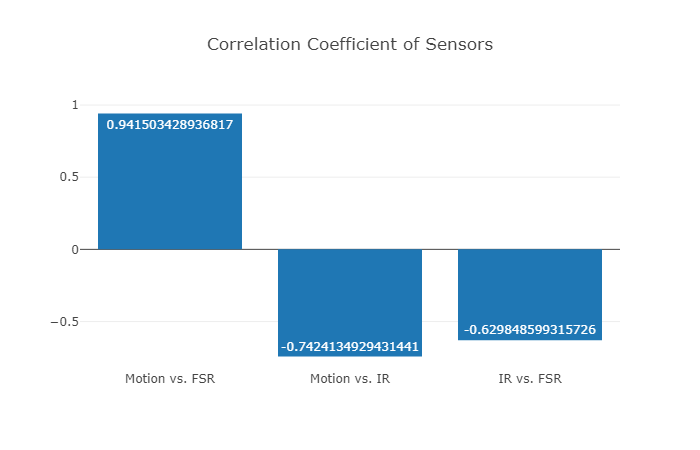 Correlation Coefficient of Sensors
1
0.5
0
−0.5
0.941503428936817
-0.7424134929431441
-0.629848599315726
Motion vs. FSR
Motion vs. IR
IR vs. FSR